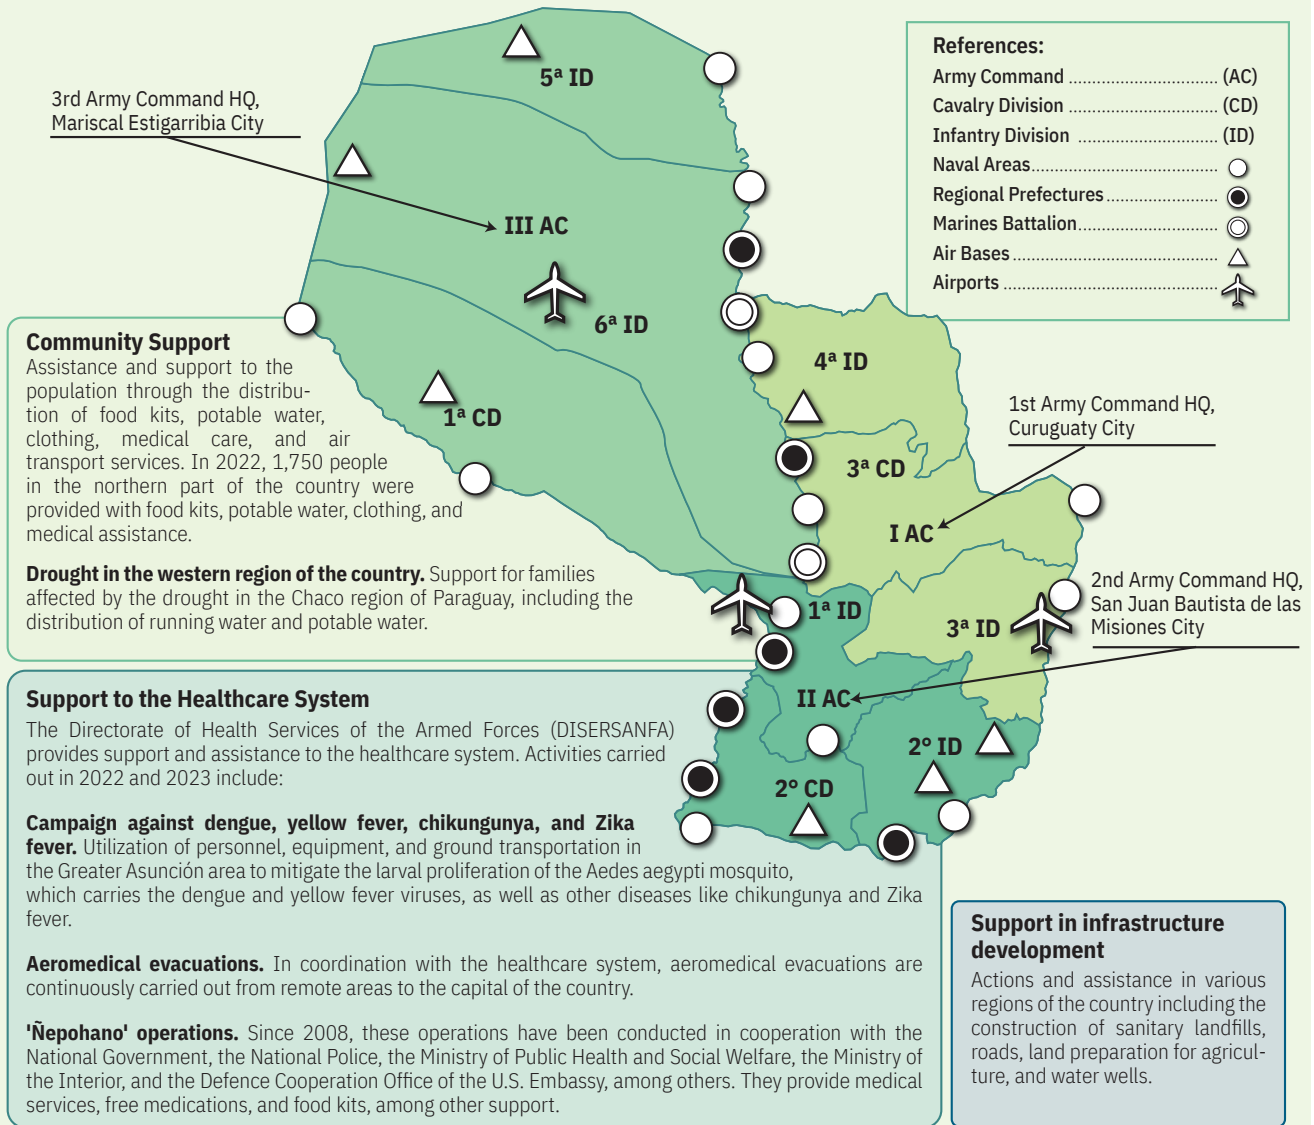 References:
Army Command ............................ (AC)
Cavalry Division ............................ (CD)
Infantry Division .......................... (ID)
Naval Areas...................................
Regional Prefectures.....................
Marines Battalion..........................
Air Bases .......................................
Airports .........................................
3rd Army Command HQ,
Mariscal Estigarribia City
5ª ID
III AC
6ª ID
1ª CD
4ª ID
3ª CD
I AC
1st Army Command HQ,
Curuguaty City
1ª ID
3ª ID
2nd Army Command HQ,
San Juan Bautista de las
Misiones City
II AC
2° ID
2° CD
Community Support
Assistance and support to the
population through the distribu-
tion of food kits, potable water,
clothing, medical care, and air
transport services. In 2022, 1,750 people
in the northern part of the country were
provided with food kits, potable water, clothing, and
medical assistance.
Drought in the western region of the country. Support for families
affected by the drought in the Chaco region of Paraguay, including the
distribution of running water and potable water.
Support to the Healthcare System
The Directorate of Health Services of the Armed Forces (DISERSANFA)
provides support and assistance to the healthcare system. Activities carried
out in 2022 and 2023 include:
Campaign against dengue, yellow fever, chikungunya, and Zika
fever. Utilization of personnel, equipment, and ground transportation in
the Greater Asunción area to mitigate the larval proliferation of the Aedes aegypti mosquito,
which carries the dengue and yellow fever viruses, as well as other diseases like chikungunya and Zika
fever.
Aeromedical evacuations. In coordination with the healthcare system, aeromedical evacuations are
continuously carried out from remote areas to the capital of the country.
'Ñepohano' operations. Since 2008, these operations have been conducted in cooperation with the
National Government, the National Police, the Ministry of Public Health and Social Welfare, the Ministry of
the Interior, and the Defence Cooperation Office of the U.S. Embassy, among others. They provide medical
services, free medications, and food kits, among other support.
Support in infrastructure
development
Actions and assistance in various
regions of the country including the
construction of sanitary landfills,
roads, land preparation for agricul-
ture, and water wells.